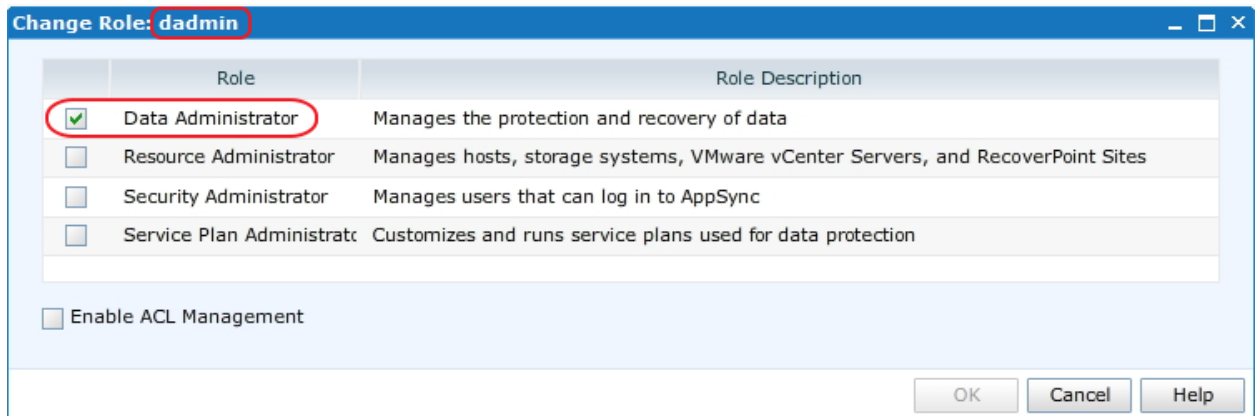 Change Role: dadmin
Role Role Description
Data Administrator Manages the protection and recovery of data
Resource Administrator Manages hosts, storage systems, VMware vCenter Servers, and RecoverPoint Sites
Security Administrator Manages users that can log in to AppSync
Service Plan Administratc Customizes and runs service plans used for data protection
Enable ACL Management
OK Cancel Help